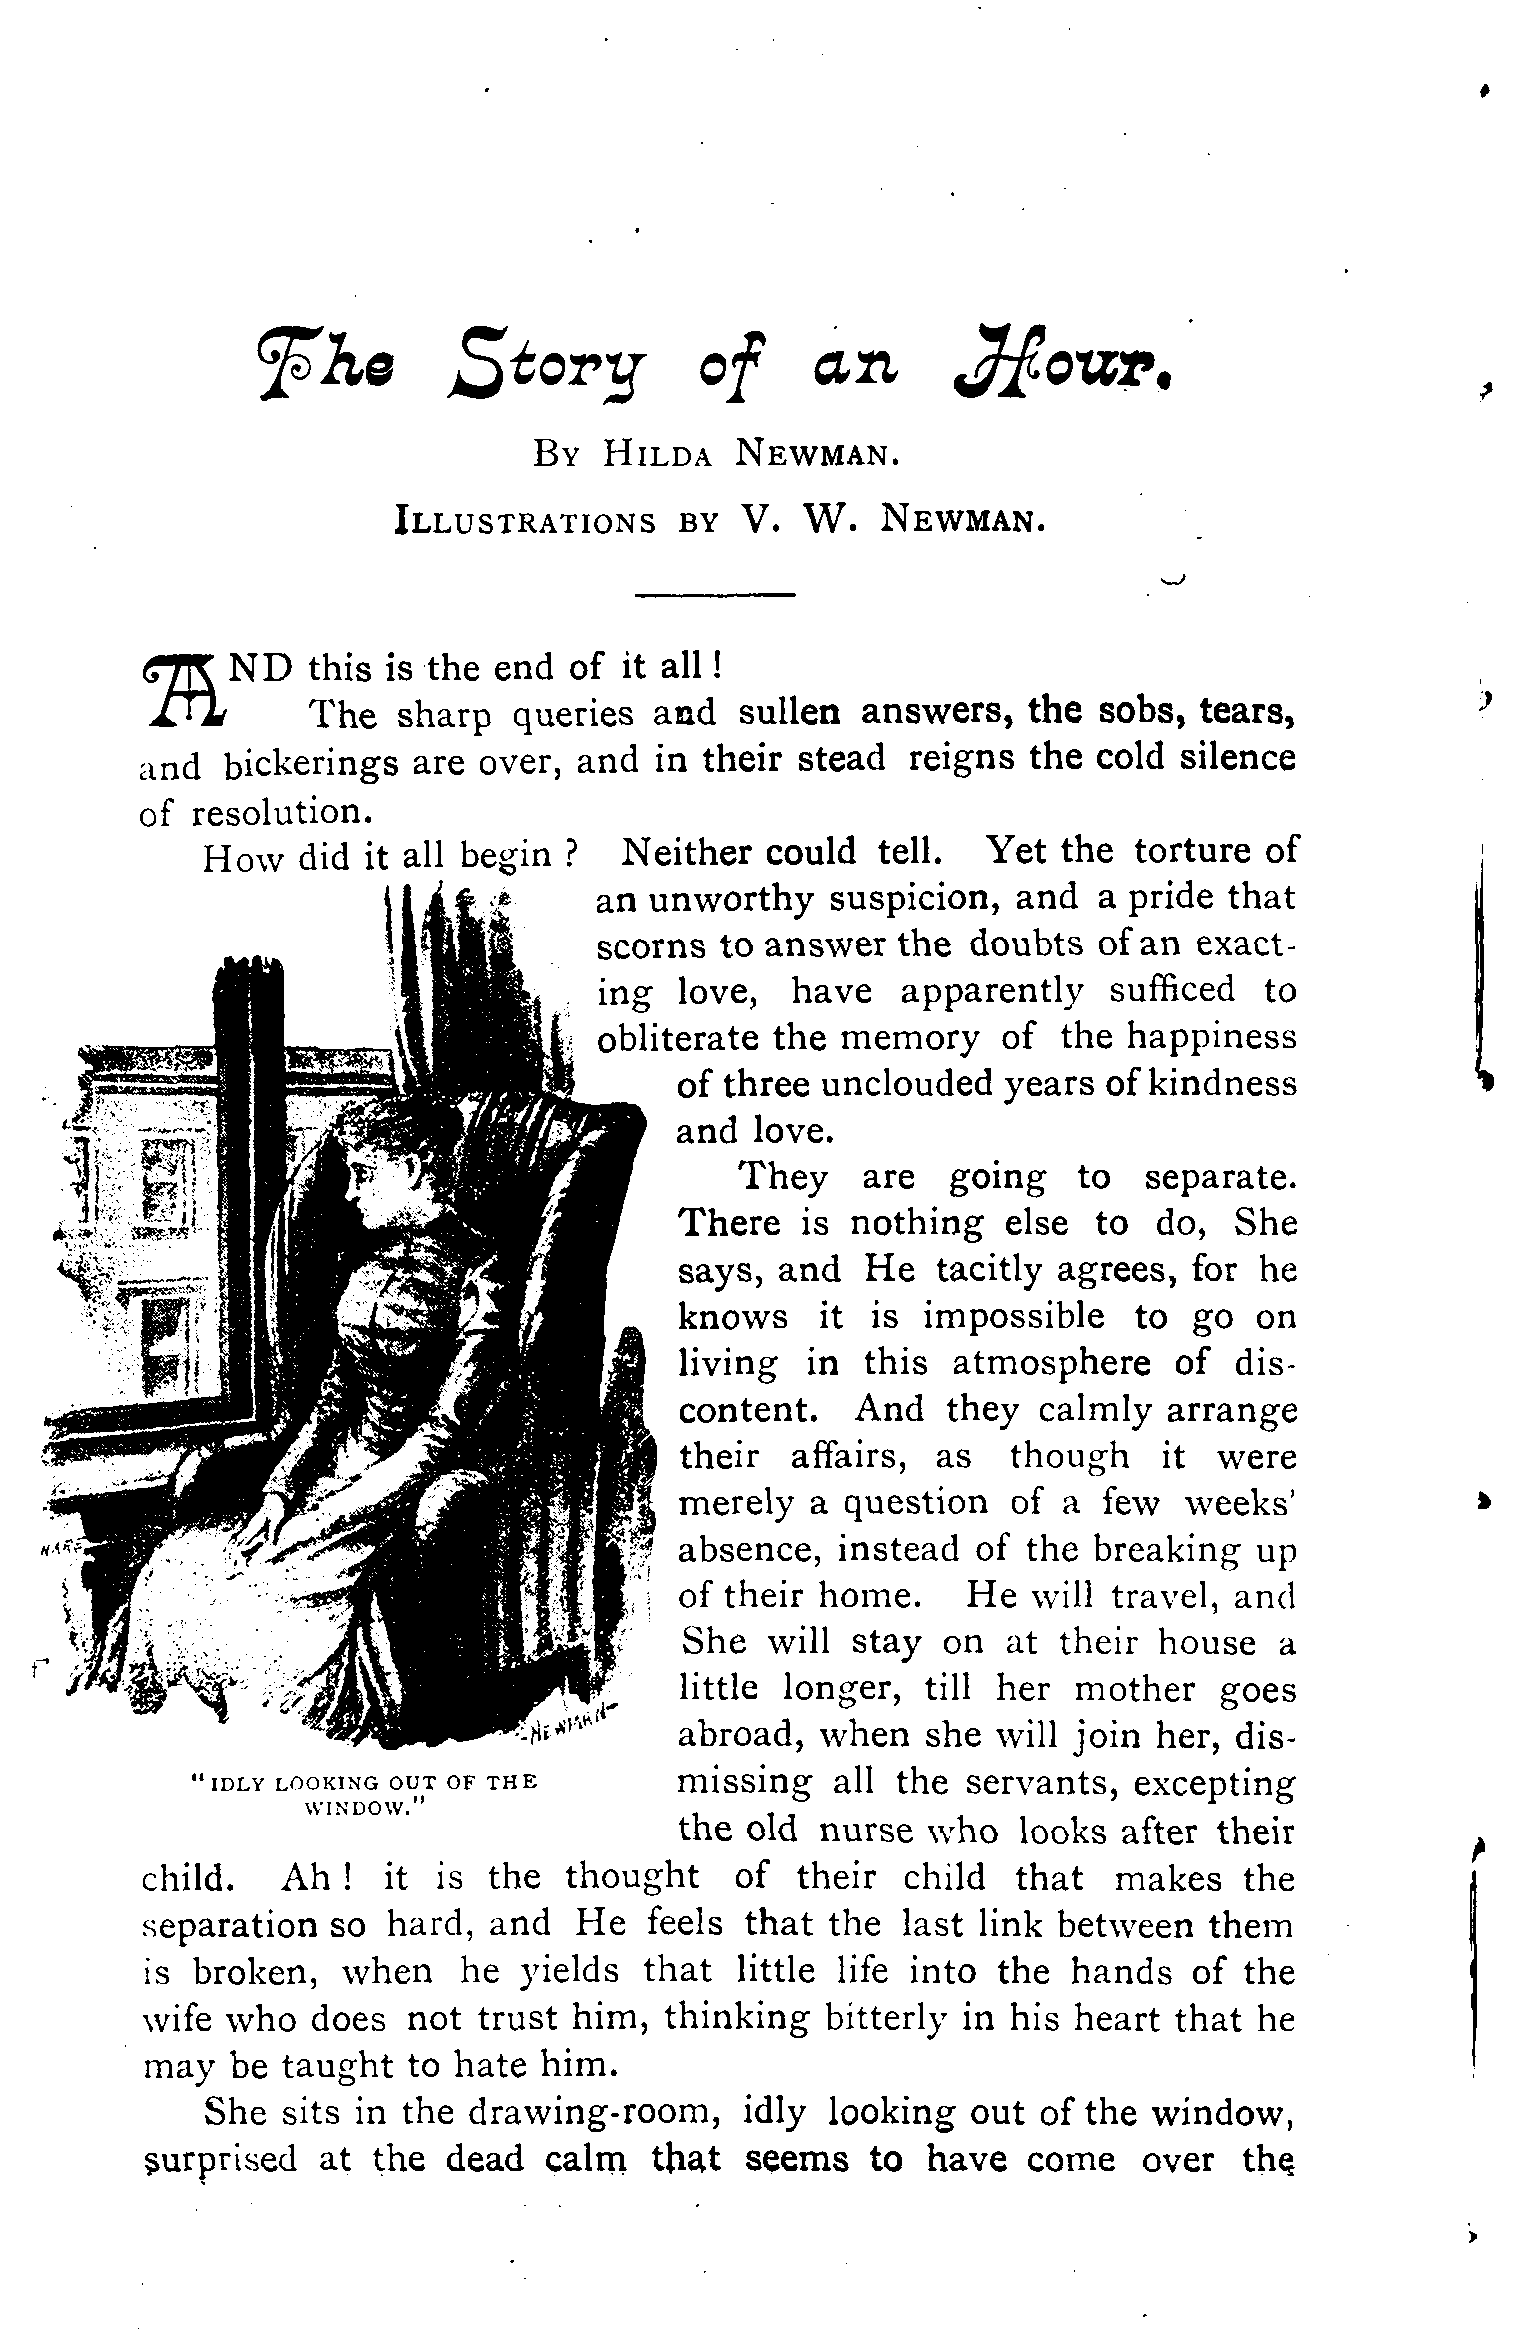 The Story of an Hour.
By Hilda Newman.
Illustrations by V. W. Newman.
AND this is the end of it all !
The sharp queries and sullen answers, the sobs, tears,
and bickerings are over, and in their stead reigns the cold silence
of resolution.
How did it all begin ? Neither could tell. Yet the torture of
an unworthy suspicion, and a pride that
scorns to answer the doubts of an exact-
ing love, have apparently sufficed to
obliterate the memory of the happiness
of three unclouded years of kindness
and love.
They are going to separate.
There is nothing else to do, She
says, and He tacitly agrees, for he
knows it is impossible to go on
living in this atmosphere of dis-
content. And they calmly arrange
their affairs, as though it were
merely a question of a few weeks'
absence, instead of the breaking up
of their home. He will travel, and
She will stay on at their house a
little longer, till her mother goes
abroad, when she will join her, dis-
missing all the servants, excepting
the old nurse who looks after their
HARE
NEWMAN
"IDLY LOOKING OUT OF THE
WINDOW."
child. Ah ! it is the thought of their child that makes the
separation so hard, and He feels that the last link between them
is broken, when he yields that little life into the hands of the
wife who does not trust him, thinking bitterly in his heart that he
may be taught to hate him.
She sits in the drawing-room, idly looking out of the window,
surprised at the dead calm that seems to have come over the